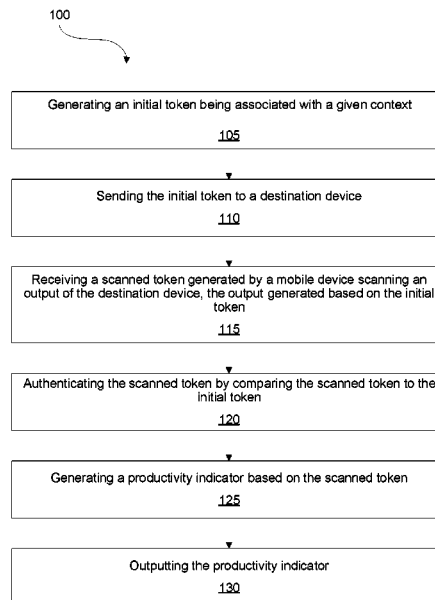 100
Generating an initial token being associated with a given context
105
Sending the initial token to a destination device
110
Receiving a scanned token generated by a mobile device scanning an
output of the destination device, the output generated based on the initial
token
115
Authenticating the scanned token by comparing the scanned token to the
initial token
120
Generating a productivity indicator based on the scanned token
125
Outputting the productivity indicator
130